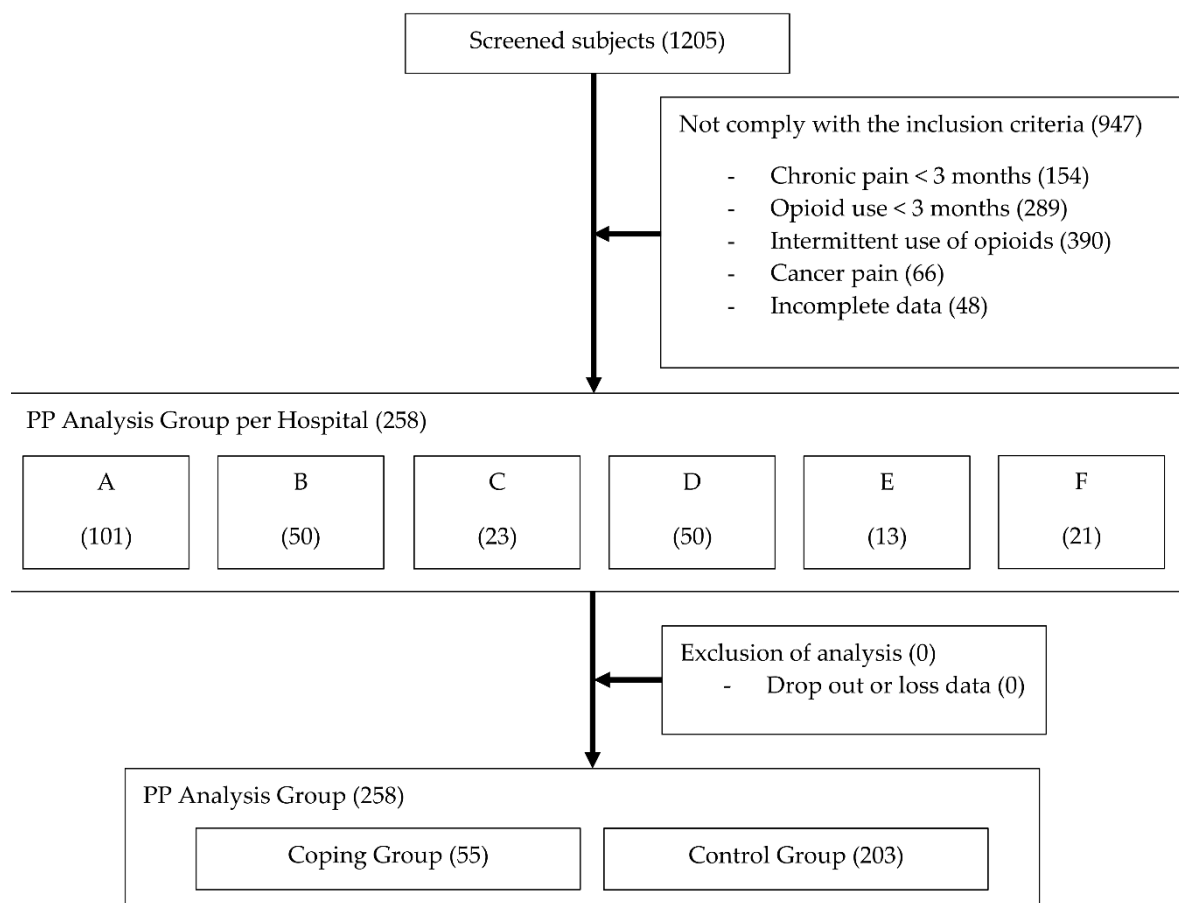 Screened subjects (1205)
Not comply with the inclusion criteria (947)
- Chronic pain < 3 months (154)
- Opioid use < 3 months (289)
- Intermittent use of opioids (390)
- Cancer pain (66)
- Incomplete data (48)
PP Analysis Group per Hospital (258)
A
(101)
B
(50)
C
(23)
D
(50)
E
(13)
F
(21)
Exclusion of analysis (0)
- Drop out or loss data (0)
PP Analysis Group (258)
Coping Group (55)
Control Group (203)